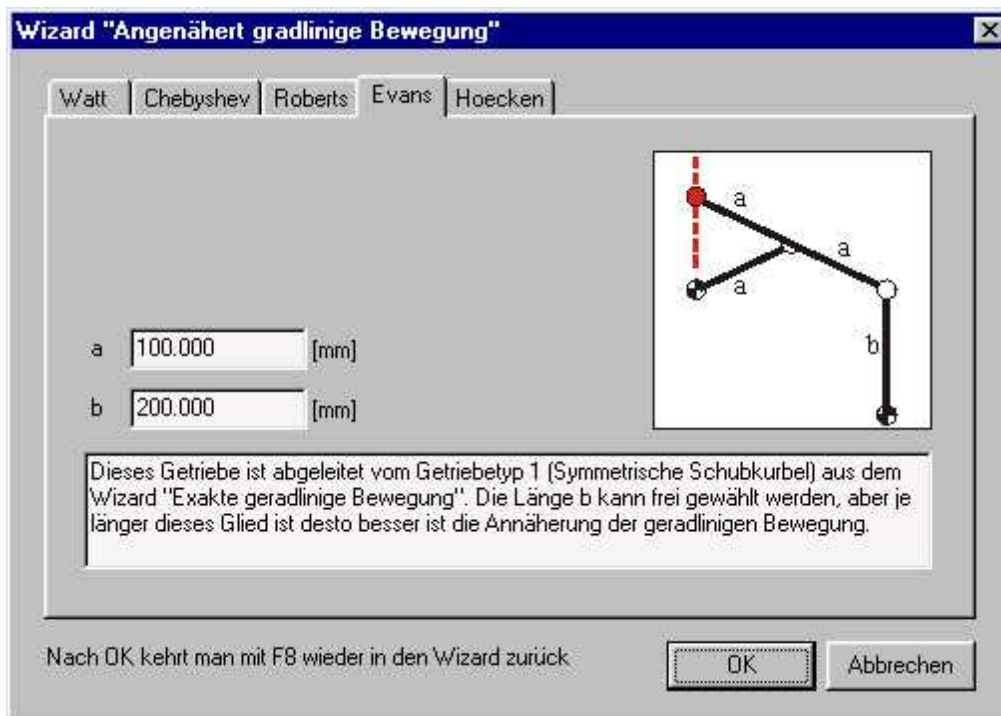 Wizard "Angenähert gradlinige Bewegung"
Watt Chebyshev Roberts Evans Hoecken
a
a
a
b
a 100.000 [mm]
b 200.000 [mm]
Dieses Getriebe ist abgeleitet vom Getriebetyp 1 (Symmetrische Schubkurbel) aus dem
Wizard "Exakte geradlinige Bewegung". Die Länge b kann frei gewählt werden, aber je
länger dieses Glied ist desto besser ist die Annäherung der geradlinigen Bewegung.
Nach OK kehrt man mit F8 wieder in den Wizard zurück
OK Abbrechen